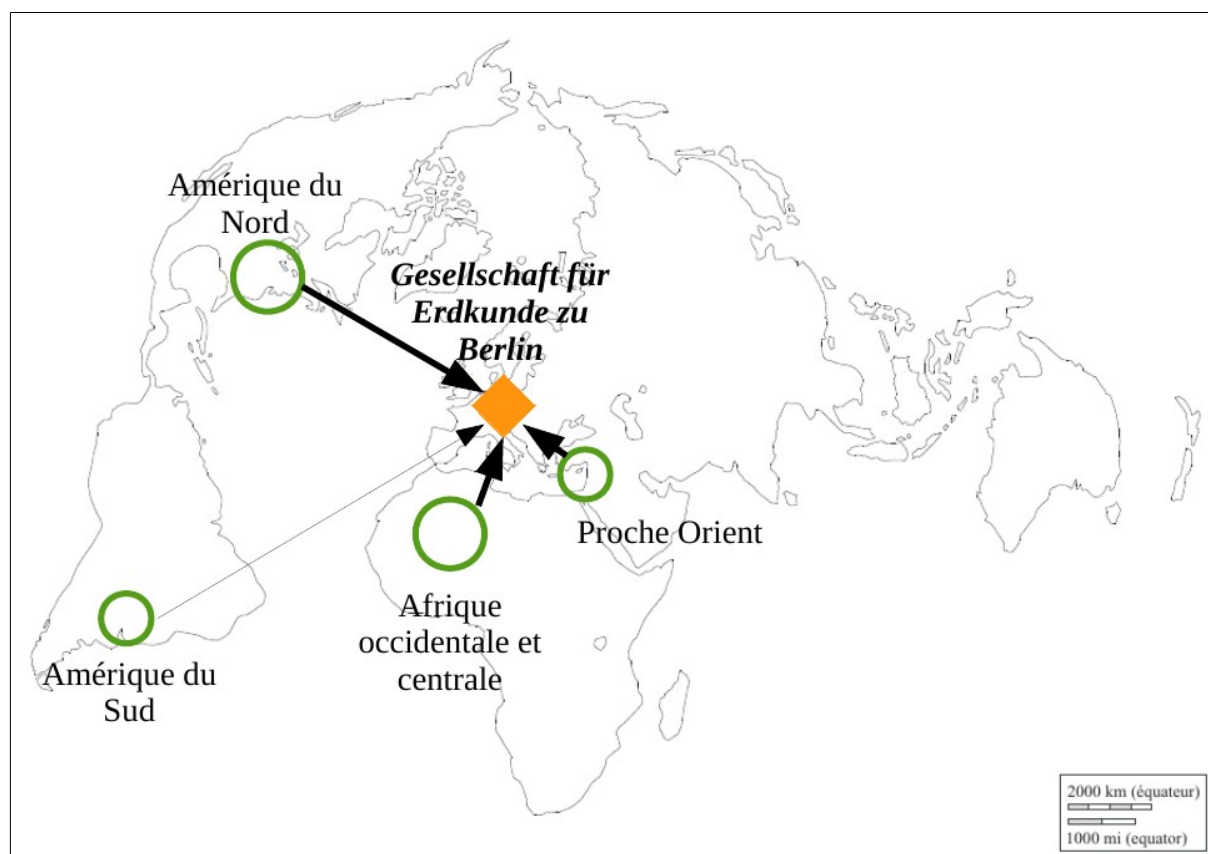 Amérique du
Nord
Gesellschaft für
Erdkunde zu
Berlin
Proche Orient
Afrique
occidentale et
centrale
Amérique du
Sud
2000 km (équateur)
1000 mi (equator)